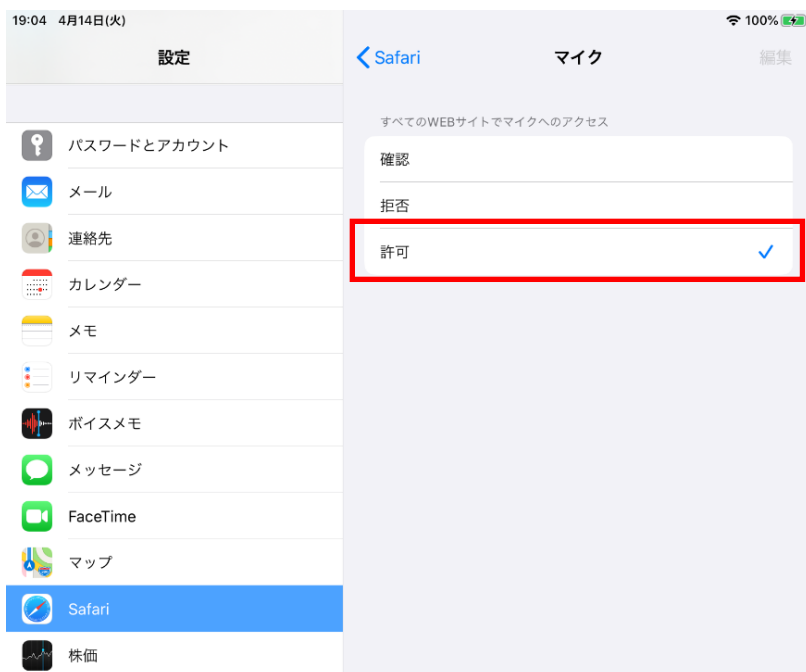 19:04 4月14日(火)
100%
設定
Safari
マイク
編集
パスワードとアカウント
メール
連絡先
カレンダー
メモ
リマインダー
ボイスメモ
メッセージ
FaceTime
マップ
Safari
株価
すべてのWEBサイトでマイクへのアクセス
確認
拒否
許可